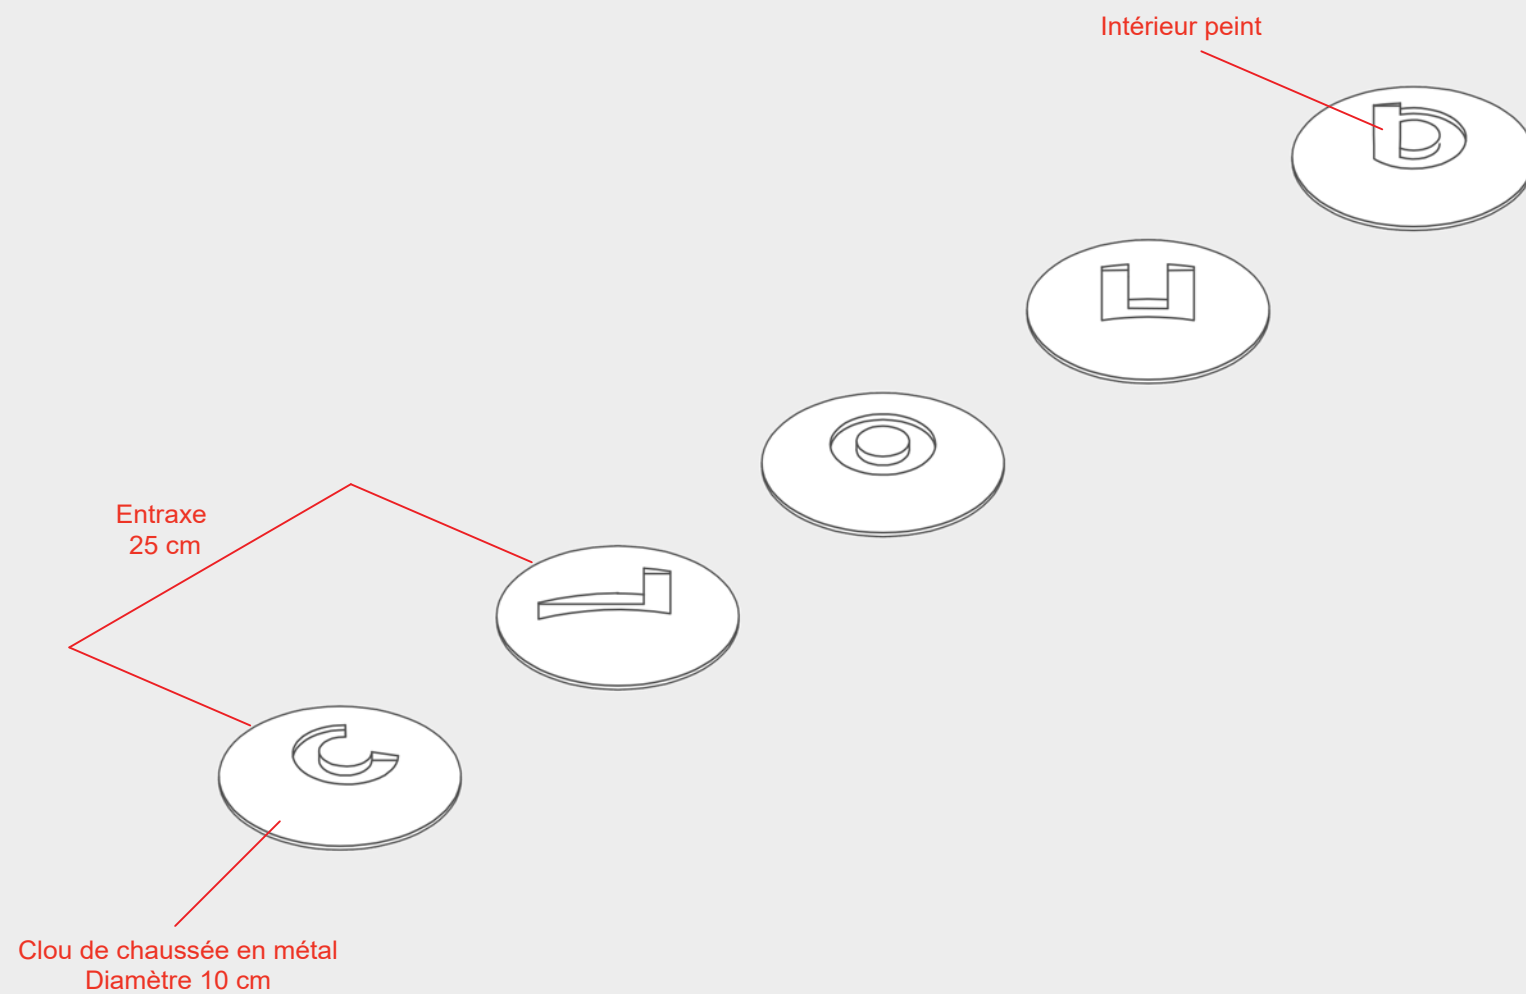 Intérieur peint
Entraxe
25 cm
Clou de chaussée en métal
Diamètre 10 cm